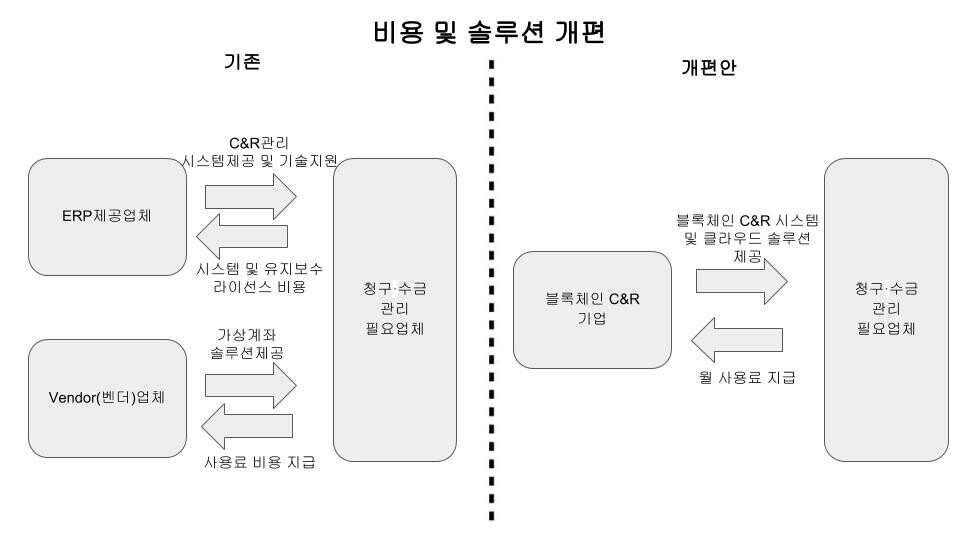 비용 및 솔루션 개편
기존
C&R관리
시스템제공 및 기술지원
ERP제공업체
시스템 및 유지보수
라이선스 비용
가상계좌
솔루션제공
Vendor(벤더)업체
사용료 비용 지급
청구·수금
관리
필요업체
개편안
블록체인 C&R
기업
블록체인 C&R 시스템
및 클라우드 솔루션
제공
월 사용료 지급
청구·수금
관리
필요업체